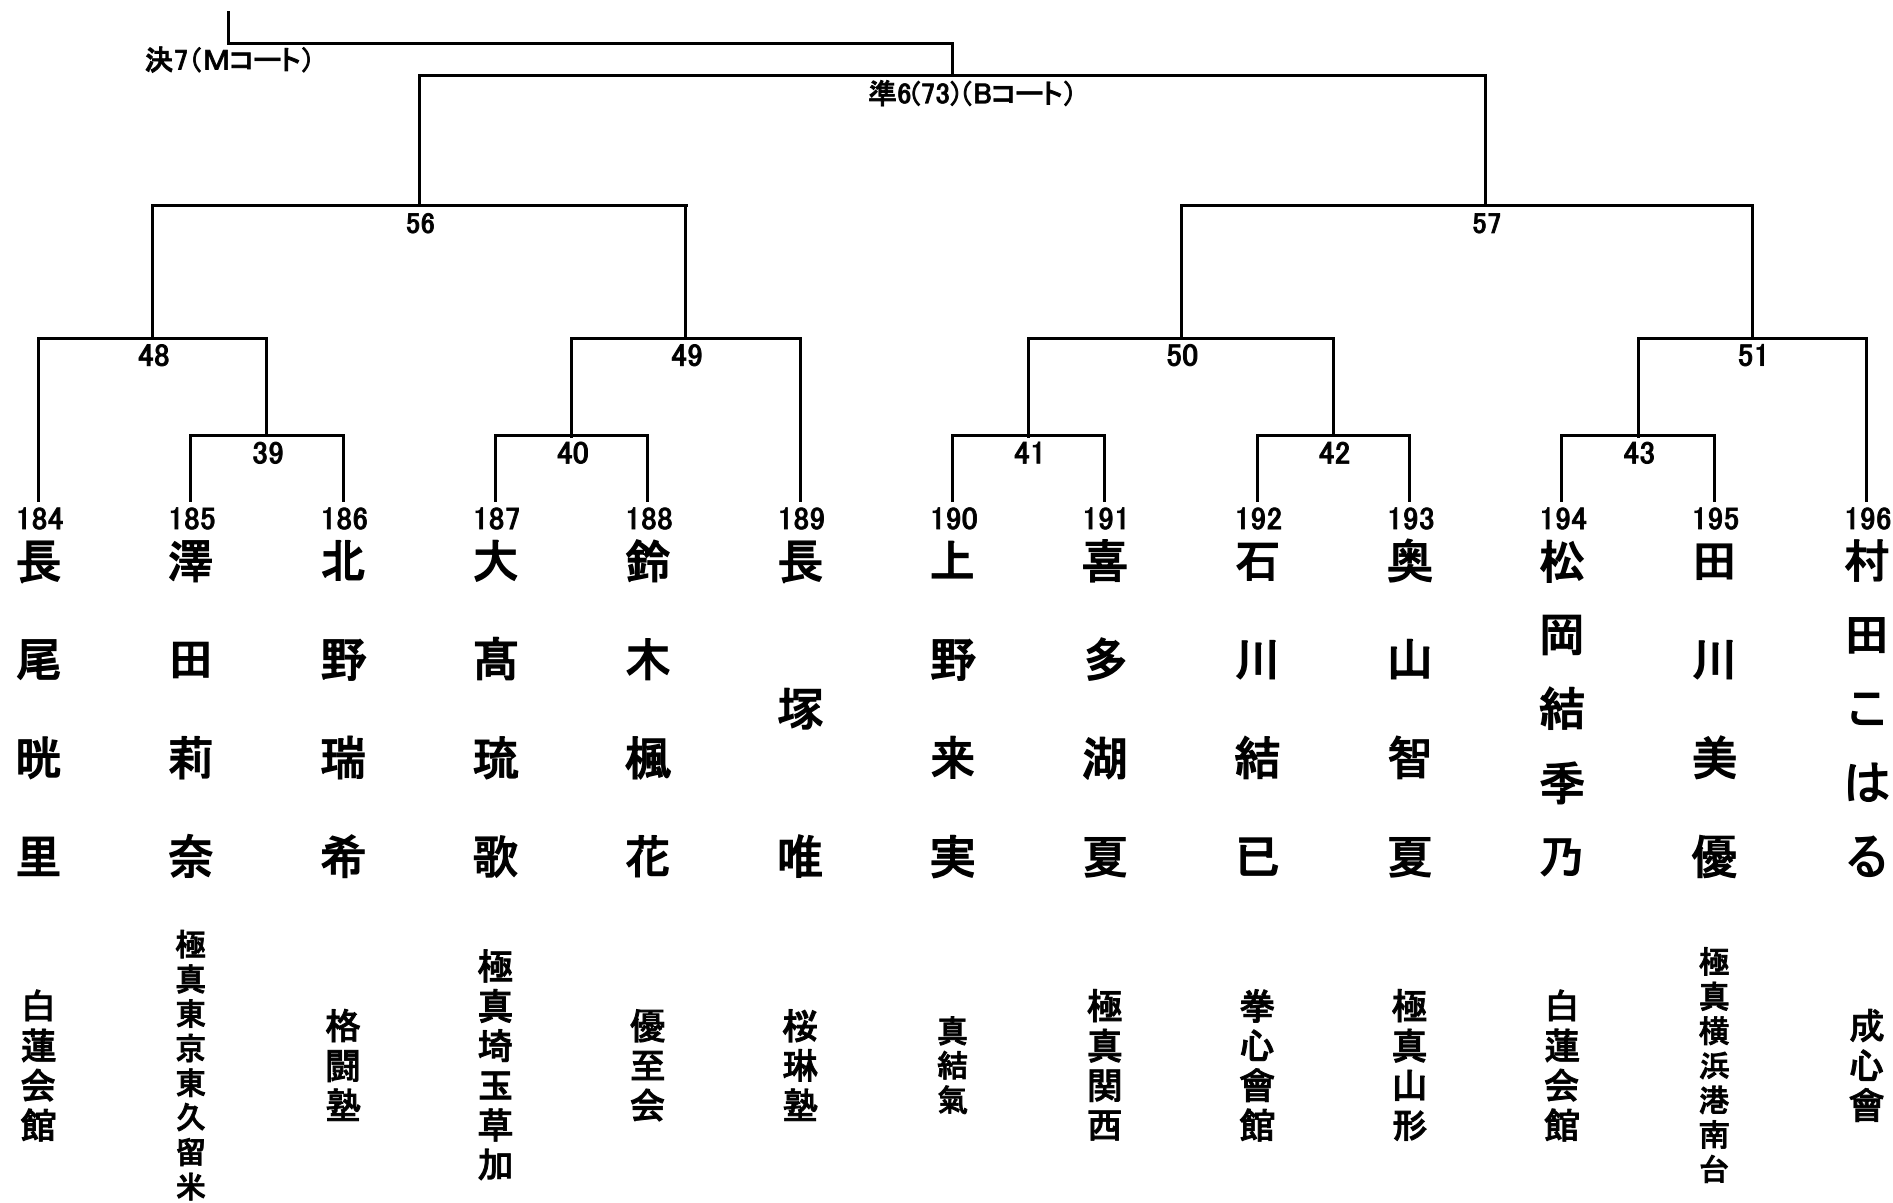 決7(Mコート)
準6(73)(Bコート)
56
57
48
49
50
51
39
40
41
42
43
184
185
186
187
188
189
190
191
192
193
194
195
196
長尾晄里
澤田莉奈
北野瑞希
大髙琉歌
鈴木楓花
長塚唯
上野来実
喜多湖夏
石川結已
奥山智夏
松岡結季乃
田川美優
村田こはる
白蓮会館
極真東京東久留米
格闘塾
極真埼玉草加
優至会
桜琳塾
真結氣
極真関西
拳心會館
極真山形
白蓮会館
極真横浜港南台
成心會